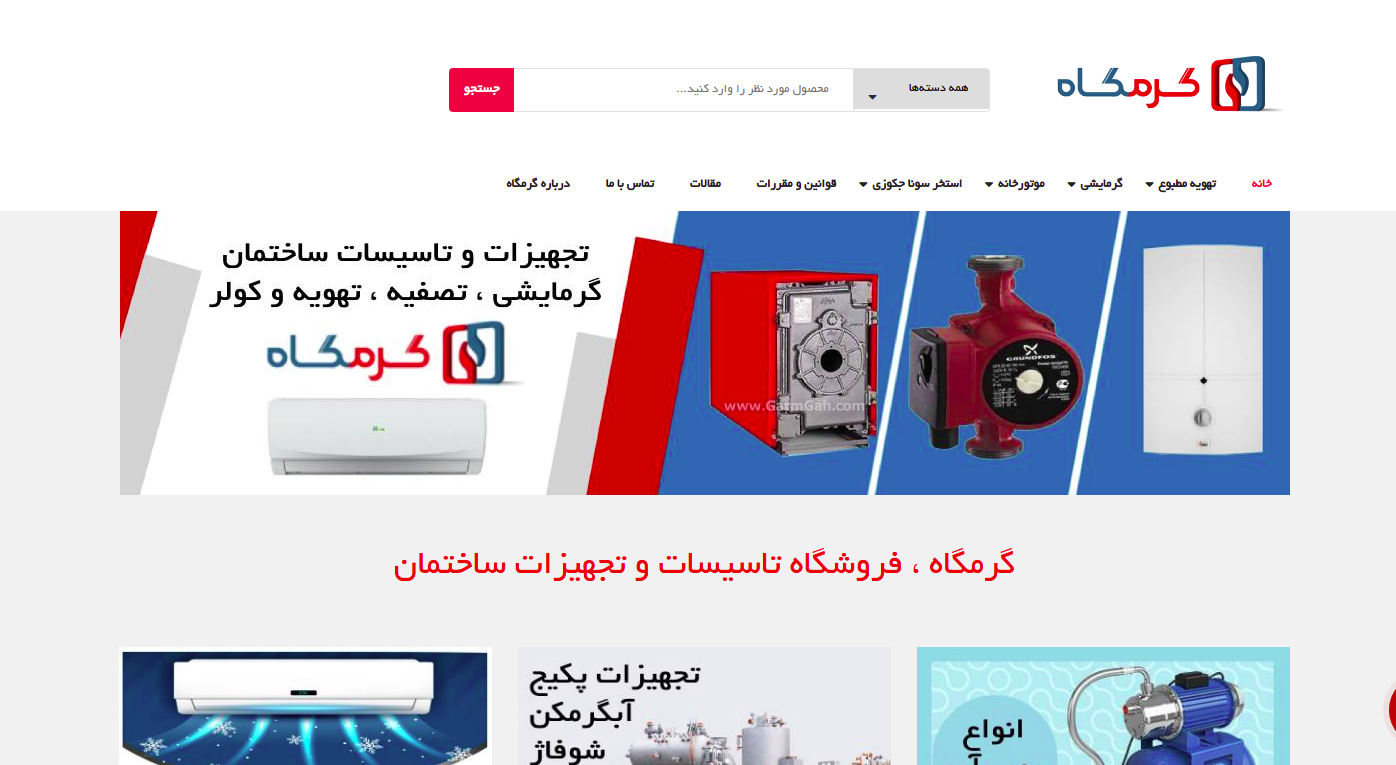 گرمگاه
همه دسته‌ها
محصول مورد نظر را وارد کنید...
جستجو
خانه
تهویه مطبوع
گرمایشی
موتورخانه
استخر سونا جکوزی
قوانین و مقررات
مقالات
تماس با ما
درباره گرمگاه
تجهیزات و تاسیسات ساختمان
گرمایشی ، تصفیه ، تهویه و کولر
گرمگاه
www.GarmGah.com
GRUNDFOS
گرمگاه ، فروشگاه تاسیسات و تجهیزات ساختمان
انواع
تجهیزات پکیج
آبگرمکن
شوفاژ